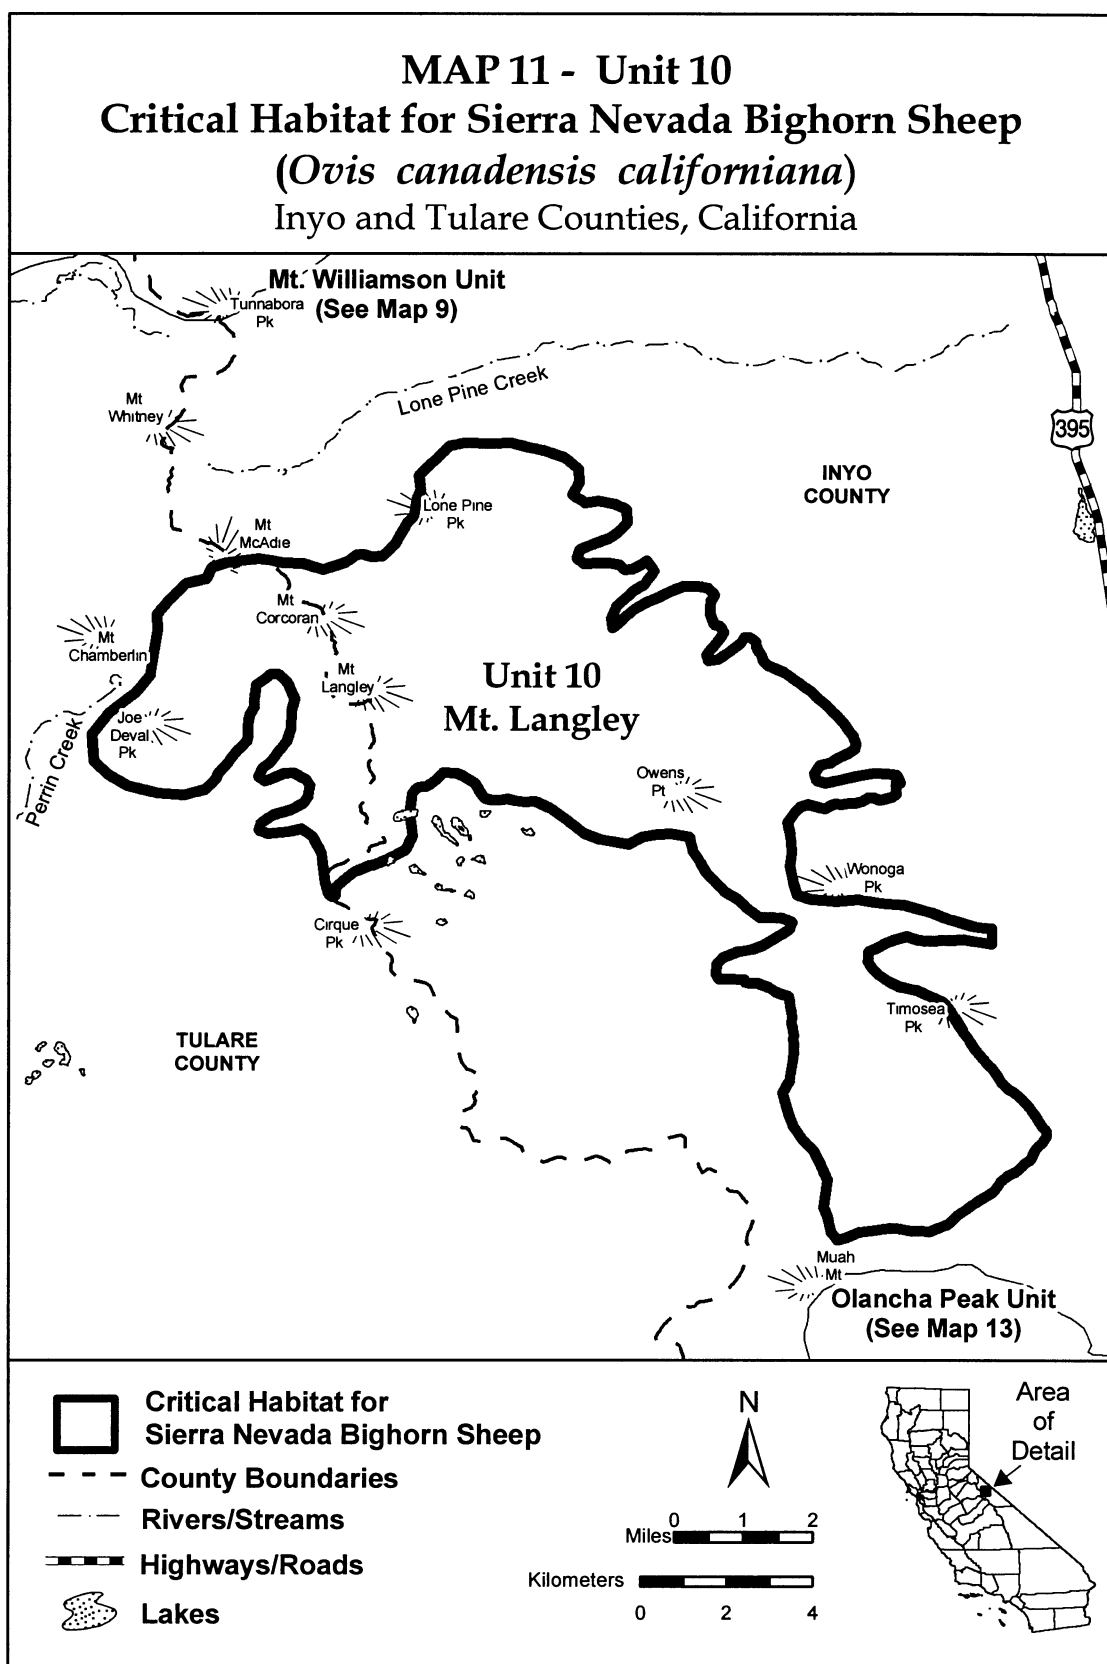 MAP 11 - Unit 10
Critical Habitat for Sierra Nevada Bighorn Sheep
(Ovis canadensis californiana)
Inyo and Tulare Counties, California
Mt. Williamson Unit
(See Map 9)
Tunnabora
Pk
Mt
Whitney
Lone Pine Creek
395
INYO
COUNTY
Lone Pine
Pk
Mt
McAdie
Mt
Corcoran
Mt
Chamberlin
Mt
Langley
Unit 10
Mt. Langley
Joe
Deval
Pk
Perrin Creek
Owens
Pt
Wonoga
Pk
Cirque
Pk
Timosea
Pk
TULARE
COUNTY
Muah
Mt
Olancha Peak Unit
(See Map 13)
Critical Habitat for
Sierra Nevada Bighorn Sheep
County Boundaries
Rivers/Streams
Highways/Roads
Lakes
N
0 1 2
Miles
Kilometers
0 2 4
Area
of
Detail